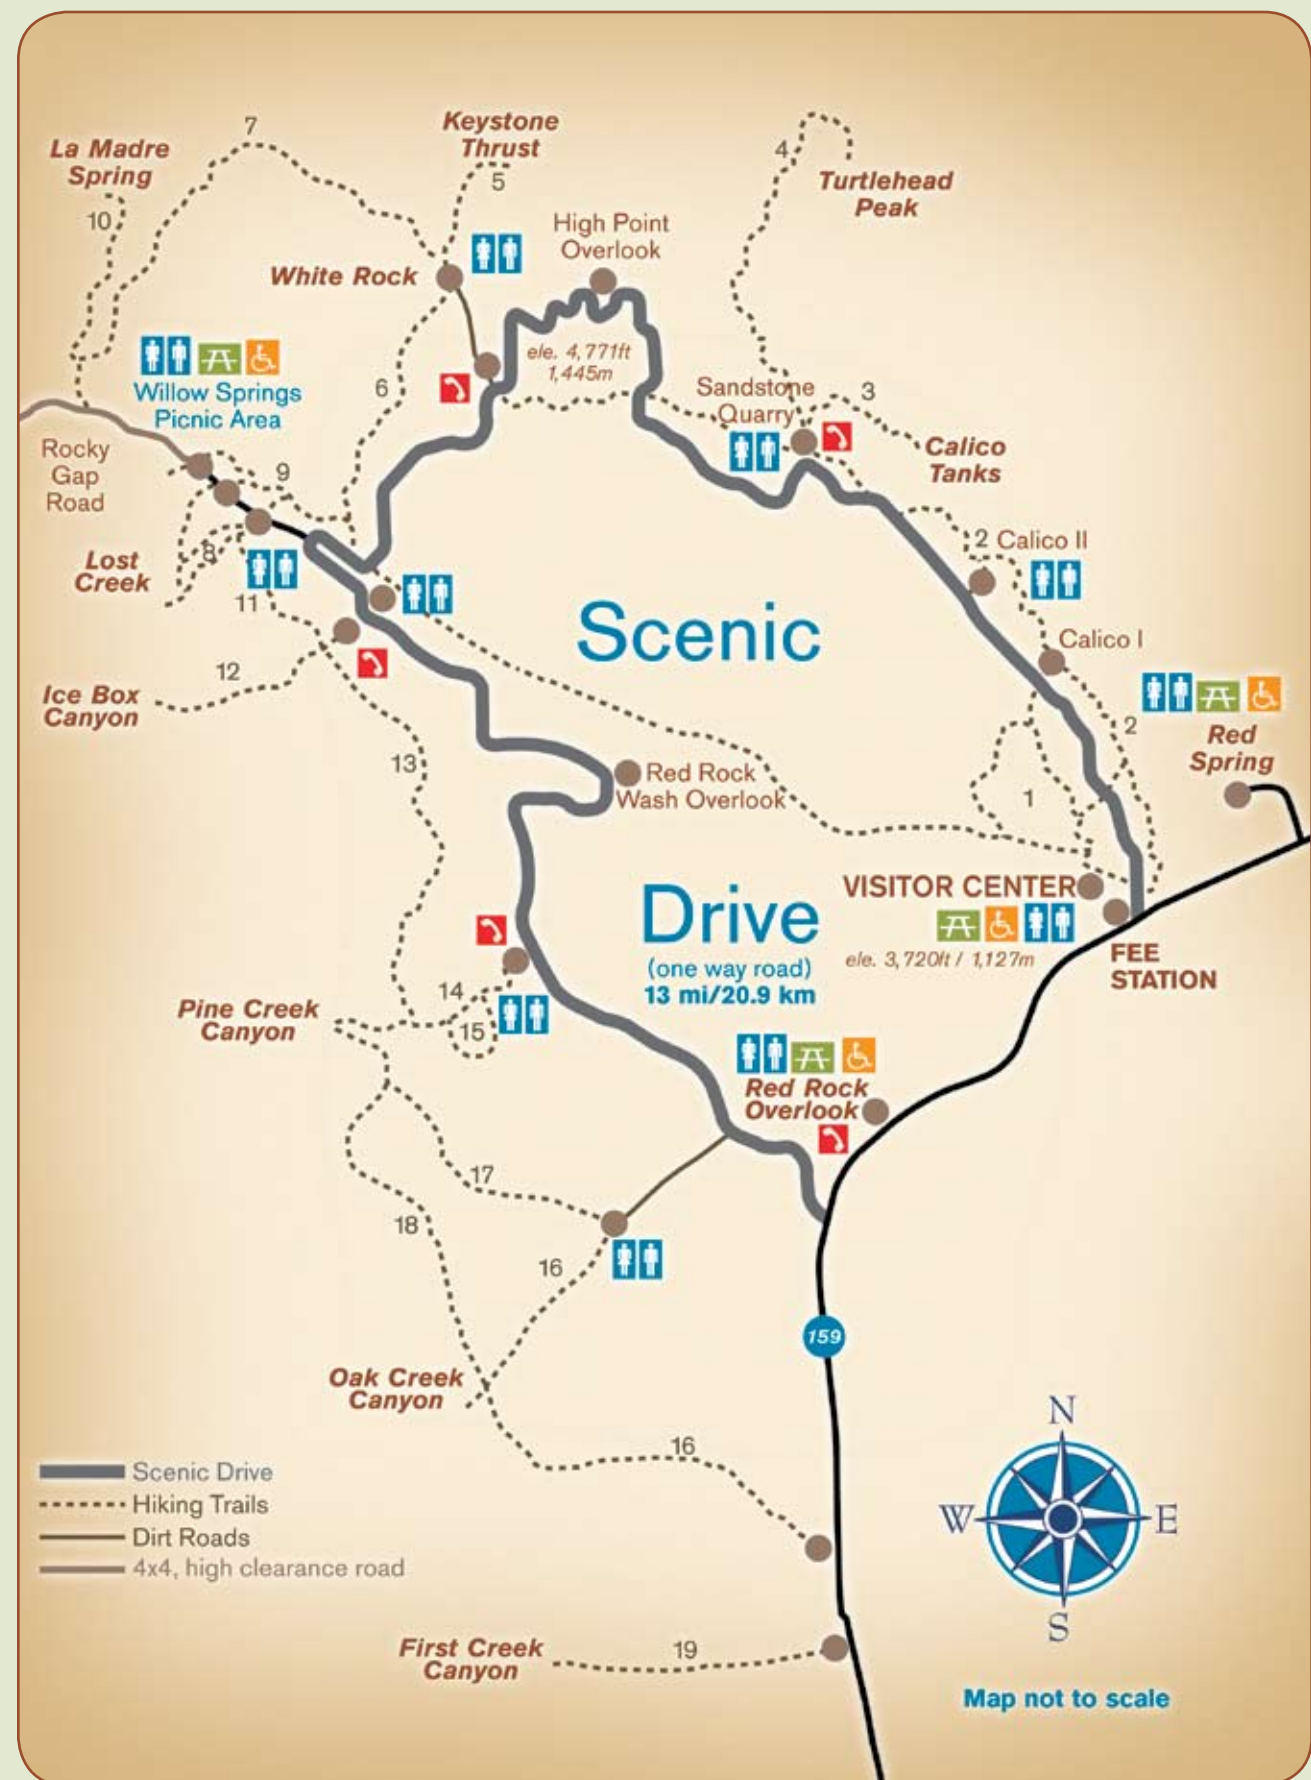 7
Keystone
Thrust
5
La Madre
Spring
10
4
Turtlehead
Peak
High Point
Overlook
White Rock
ele. 4,771ft
1,445m
Willow Springs
Picnic Area
6
Sandstone
Quarry
3
Calico
Tanks
Rocky
Gap
Road
9
8
Lost
Creek
11
2
Calico II
Calico I
Scenic
12
Ice Box
Canyon
2
Red
Spring
13
Red Rock
Wash Overlook
1
VISITOR CENTER
ele. 3,720ft / 1,127m
FEE
STATION
Drive
(one way road)
13 mi/20.9 km
14
15
Pine Creek
Canyon
Red Rock
Overlook
17
18
16
159
Oak Creek
Canyon
16
N
W
E
S
Scenic Drive
Hiking Trails
Dirt Roads
4x4, high clearance road
First Creek
Canyon
19
Map not to scale